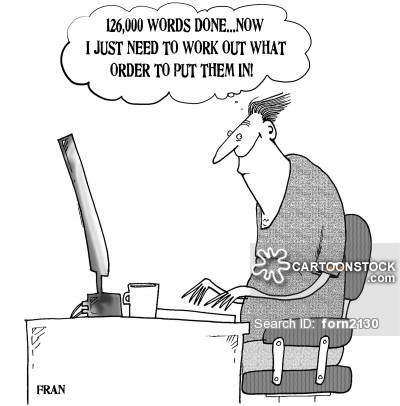 126,000 WORDS DONE...NOW
I JUST NEED TO WORK OUT WHAT
ORDER TO PUT THEM IN!
CARTOONSTOCK
.com
Search ID: forn2130
FRAN